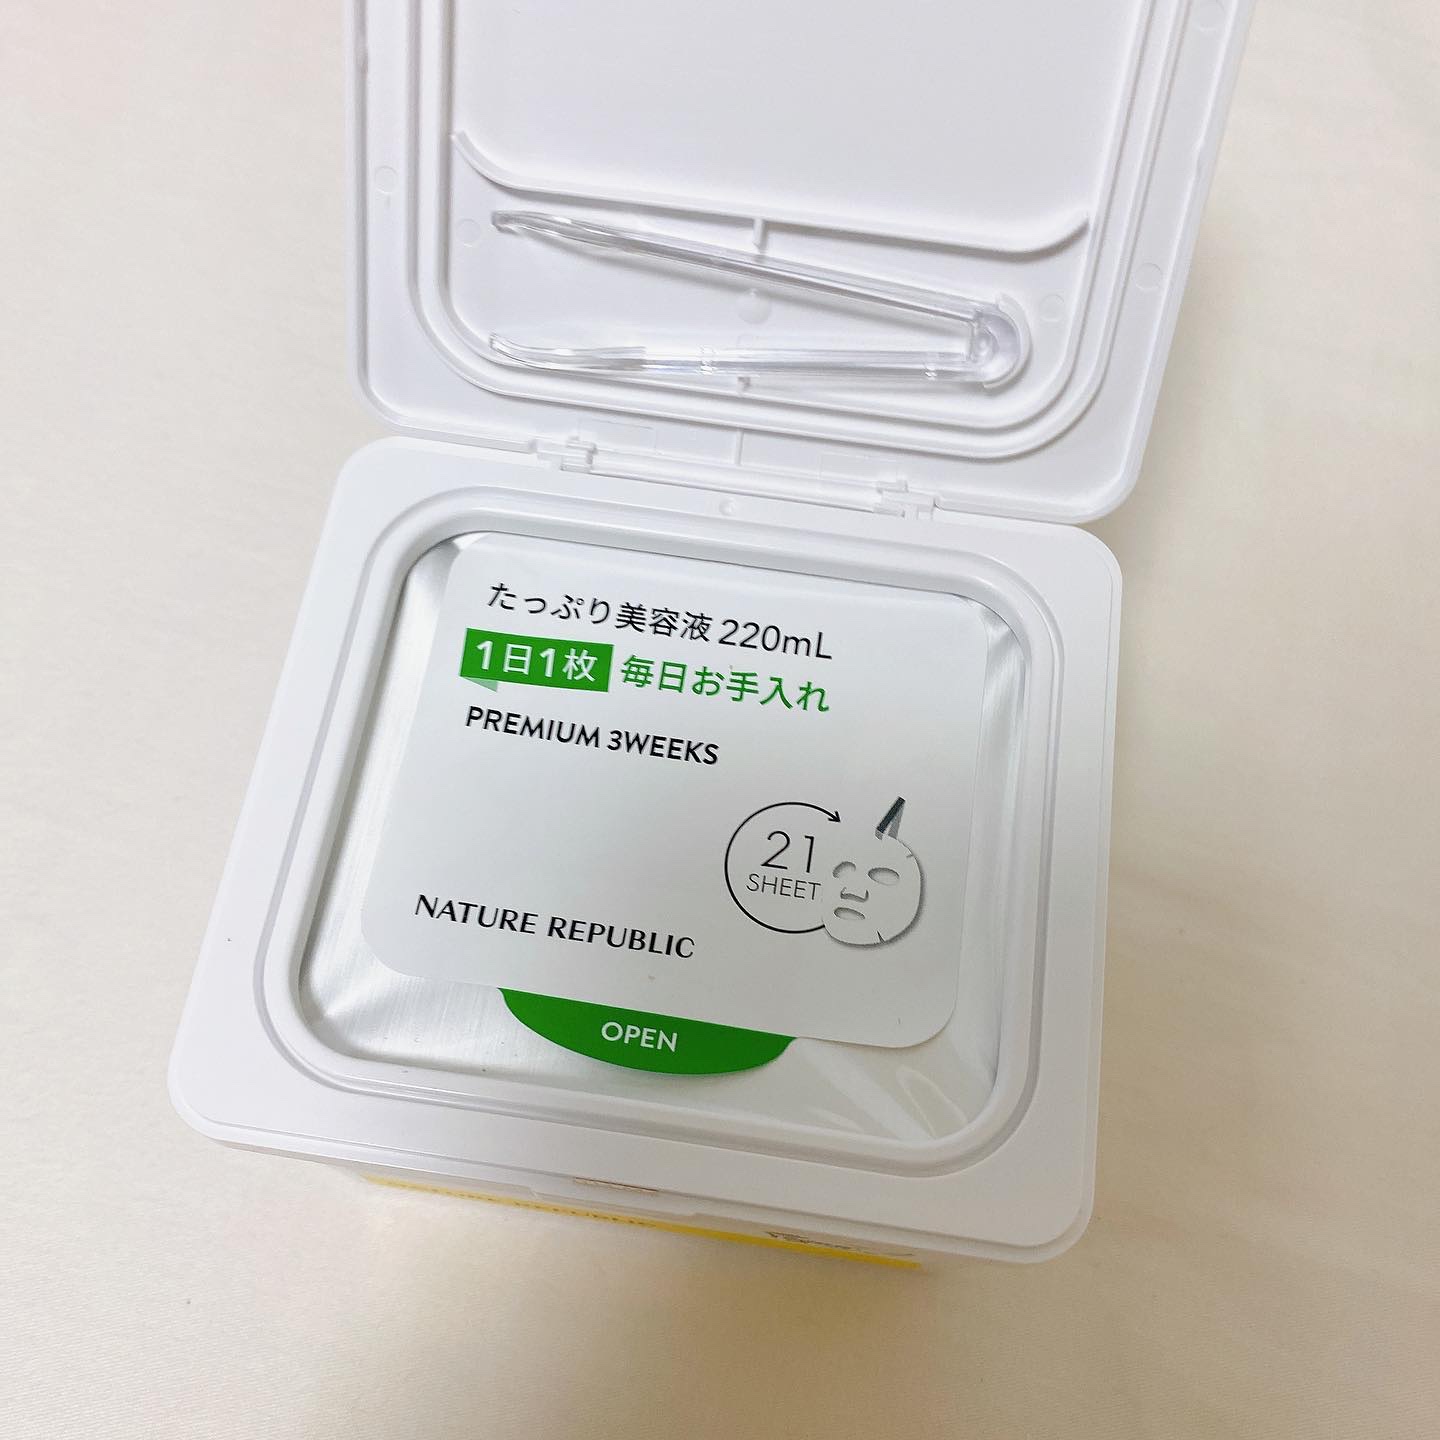 たっぷり美容液 220mL
1日1枚 毎日お手入れ
PREMIUM 3WEEKS
21
SHEET
NATURE REPUBLIC
OPEN